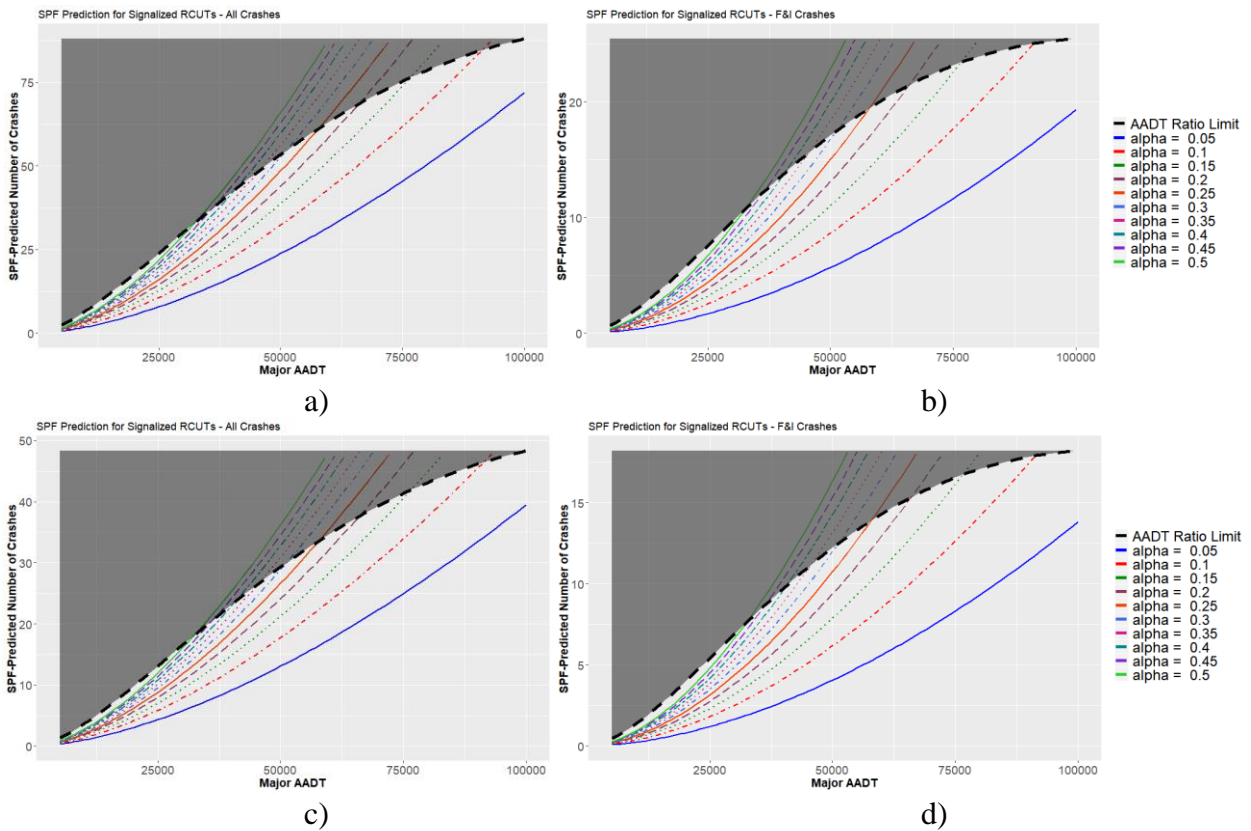 SPF Prediction for Signalized RCUTs - All Crashes
SPF-Predicted Number of Crashes
75
50
25
0
25000 50000 75000 100000
Major AADT
a)
SPF Prediction for Signalized RCUTs - F&I Crashes
SPF-Predicted Number of Crashes
20
10
0
25000 50000 75000 100000
Major AADT
b)
AADT Ratio Limit
alpha = 0.05
alpha = 0.1
alpha = 0.15
alpha = 0.2
alpha = 0.25
alpha = 0.3
alpha = 0.35
alpha = 0.4
alpha = 0.45
alpha = 0.5
SPF Prediction for Signalized RCUTs - All Crashes
SPF-Predicted Number of Crashes
50
40
30
20
10
0
25000 50000 75000 100000
Major AADT
c)
SPF Prediction for Signalized RCUTs - F&I Crashes
SPF-Predicted Number of Crashes
15
10
5
0
25000 50000 75000 100000
Major AADT
d)
AADT Ratio Limit
alpha = 0.05
alpha = 0.1
alpha = 0.15
alpha = 0.2
alpha = 0.25
alpha = 0.3
alpha = 0.35
alpha = 0.4
alpha = 0.45
alpha = 0.5